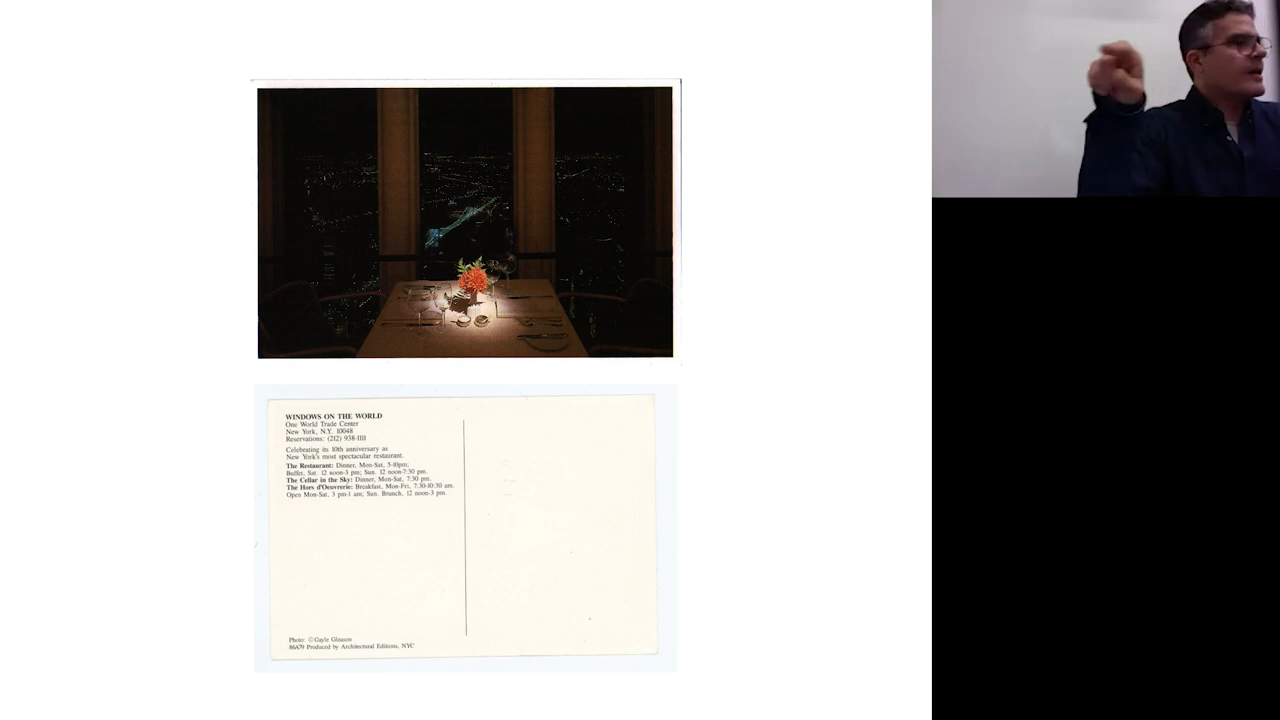 WINDOWS ON THE WORLD
One World Trade Center
New York, N.Y. 10048
Reservations: (212) 938-1111
Celebrating its 10th anniversary as
New York's most spectacular restaurant.
The Restaurant: Dinner, Mon-Sat, 5-10pm;
Buffet, Sat. 12 noon-3 pm; Sun. 12 noon-7:30 pm.
The Cellar in the Sky: Dinner, Mon-Sat, 7:30 pm.
The Hors d'Oeuvrerie: Breakfast, Mon-Fri, 7:30-10:30 am.
Open Mon-Sat, 3 pm-1 am; Sun. Brunch, 12 noon-3 pm.
Photo: © Gayle Gleason
86A79 Produced by Architectural Editions, NYC